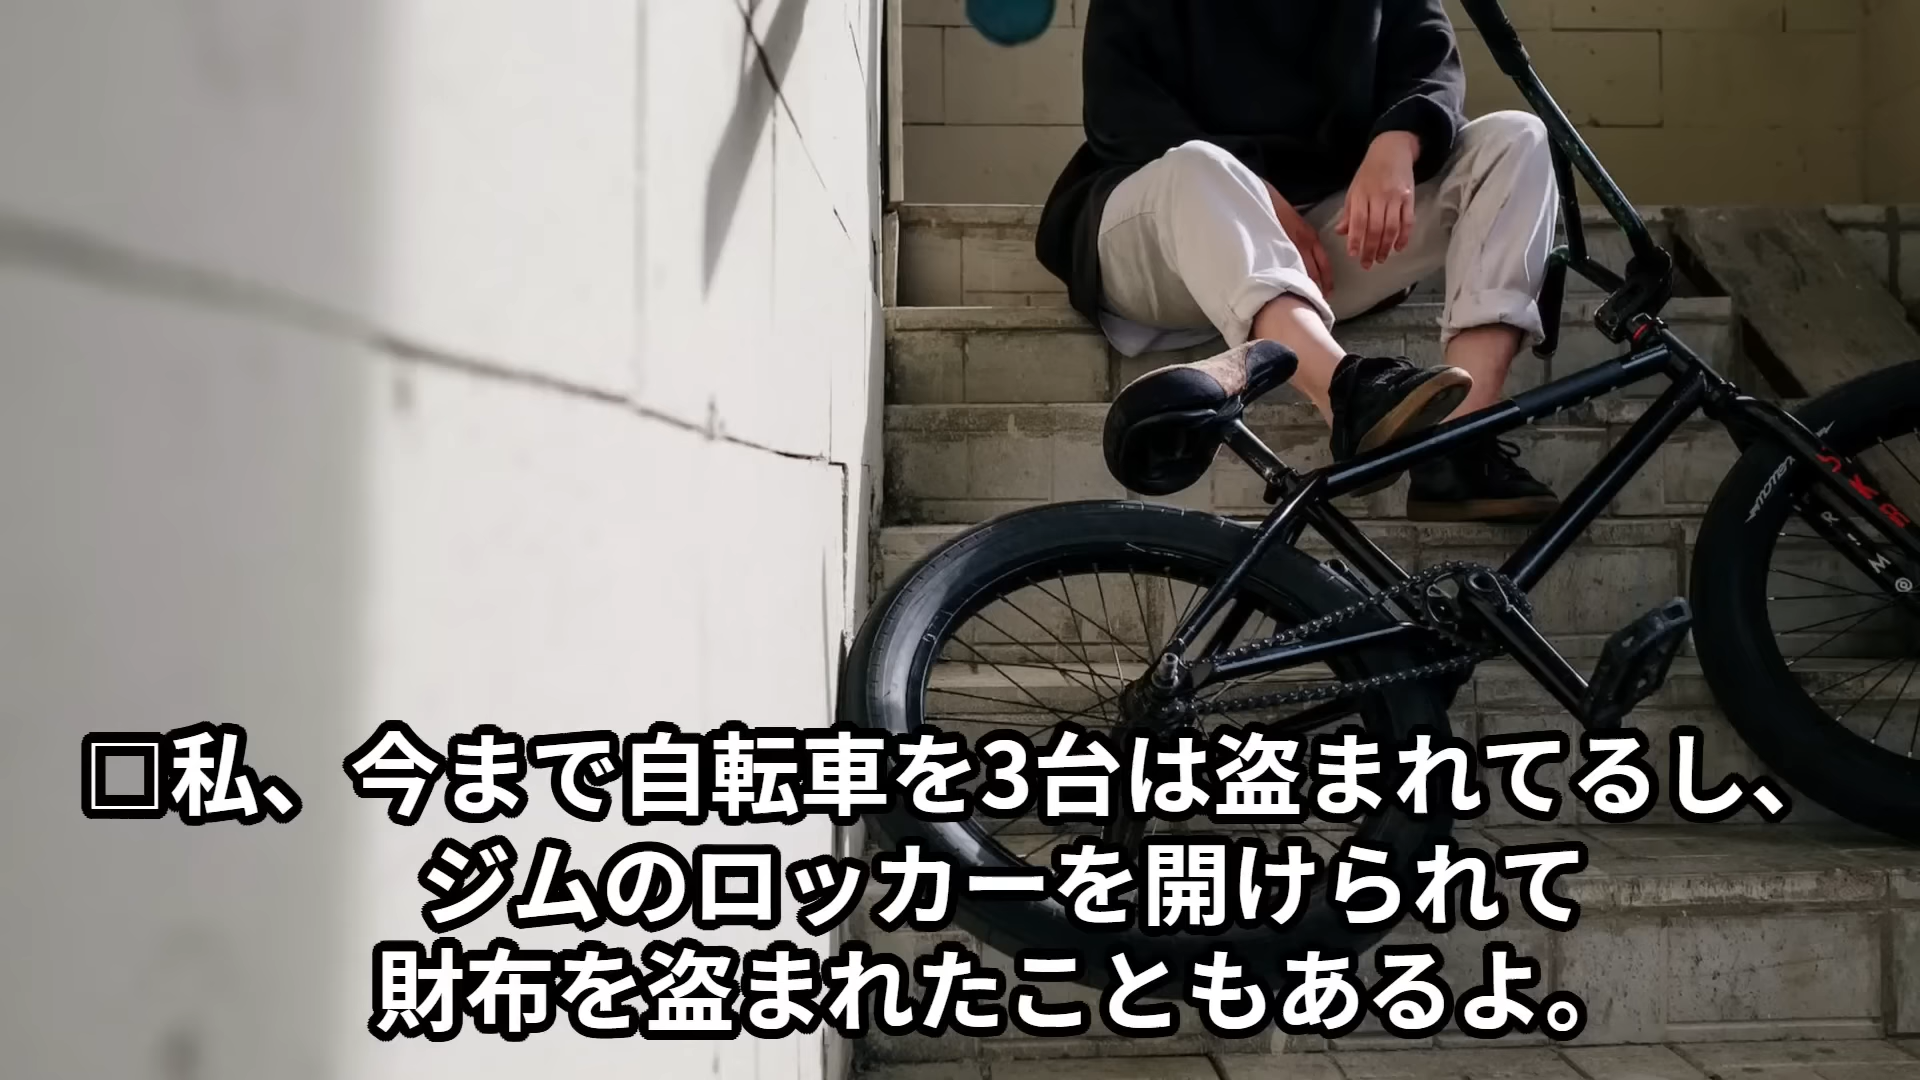 □私、今まで自転車を3台は盗まれてるし、
ジムのロッカーを開けられて
財布を盗まれたこともあるよ。